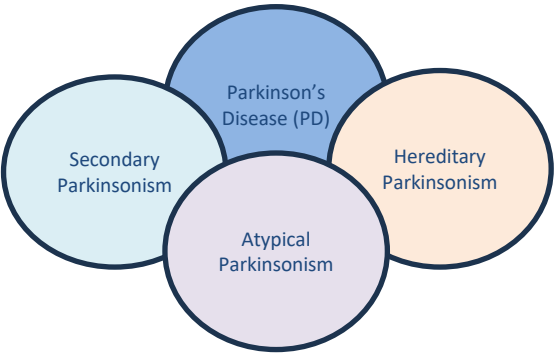 Parkinson’s
Disease (PD)
Secondary
Parkinsonism
Hereditary
Parkinsonism
Atypical
Parkinsonism